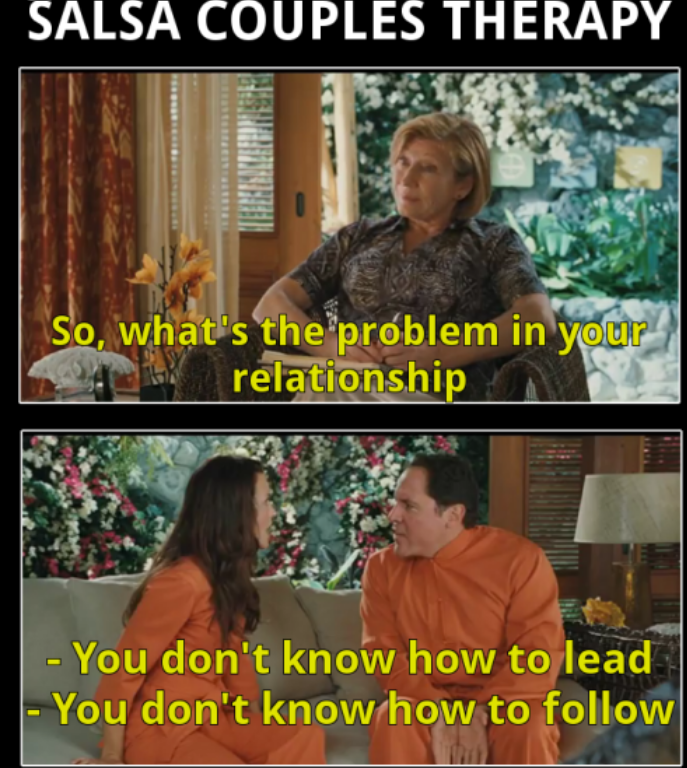 SALSA COUPLES THERAPY
So, what's the problem in your
relationship
- You don't know how to lead
- You don't know how to follow